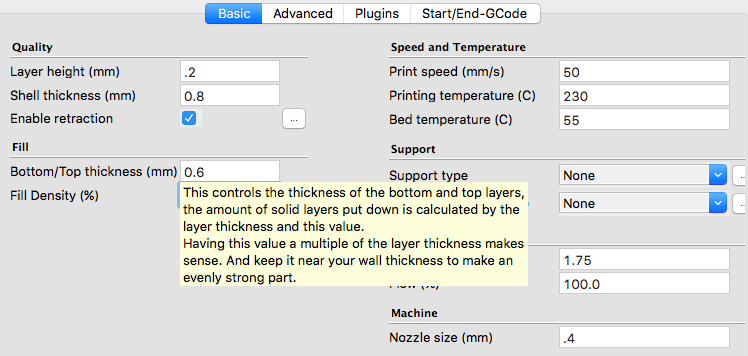 Basic Advanced Plugins Start/End-GCode
Quality
Layer height (mm) .2
Shell thickness (mm) 0.8
Enable retraction ...
Fill
Bottom/Top thickness (mm) 0.6
Fill Density (%)
This controls the thickness of the bottom and top layers,
the amount of solid layers put down is calculated by the
layer thickness and this value.
Having this value a multiple of the layer thickness makes
sense. And keep it near your wall thickness to make an
evenly strong part.
Speed and Temperature
Print speed (mm/s) 50
Printing temperature (C) 230
Bed temperature (C) 55
Support
Support type None ..
None ..
1.75
100.0
Machine
Nozzle size (mm) .4